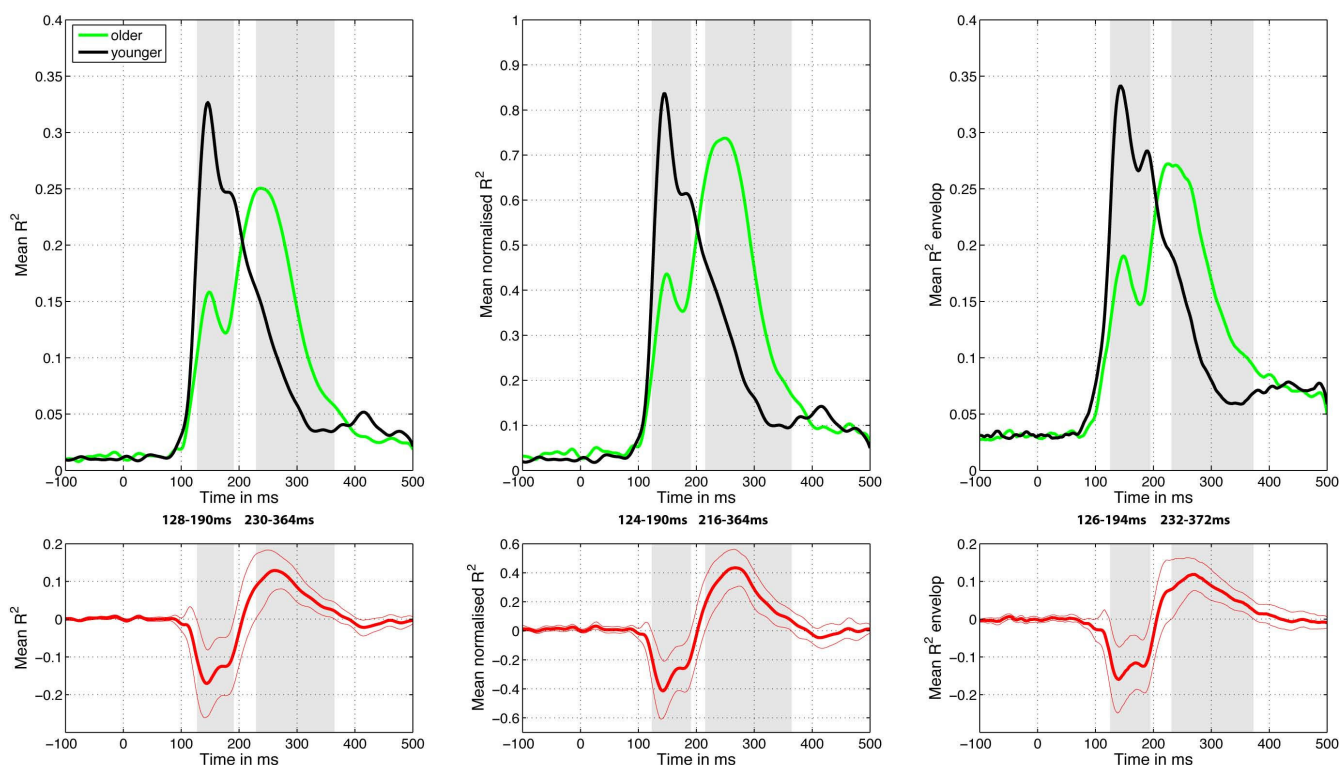 older
younger
Mean R²
0.4
0.35
0.3
0.25
0.2
0.15
0.1
0.05
0
−100 0 100 200 300 400 500
Time in ms
128-190ms 230-364ms
Mean normalised R²
1
0.9
0.8
0.7
0.6
0.5
0.4
0.3
0.2
0.1
0
−100 0 100 200 300 400 500
Time in ms
124-190ms 216-364ms
Mean R² envelop
0.4
0.35
0.3
0.25
0.2
0.15
0.1
0.05
0
−100 0 100 200 300 400 500
Time in ms
126-194ms 232-372ms
Mean R²
0.2
0.1
0
−0.1
−0.2
−100 0 100 200 300 400 500
Time in ms
Mean normalised R²
0.6
0.4
0.2
0
−0.2
−0.4
−0.6
−100 0 100 200 300 400 500
Time in ms
Mean R² envelop
0.2
0.1
0
−0.1
−0.2
−100 0 100 200 300 400 500
Time in ms